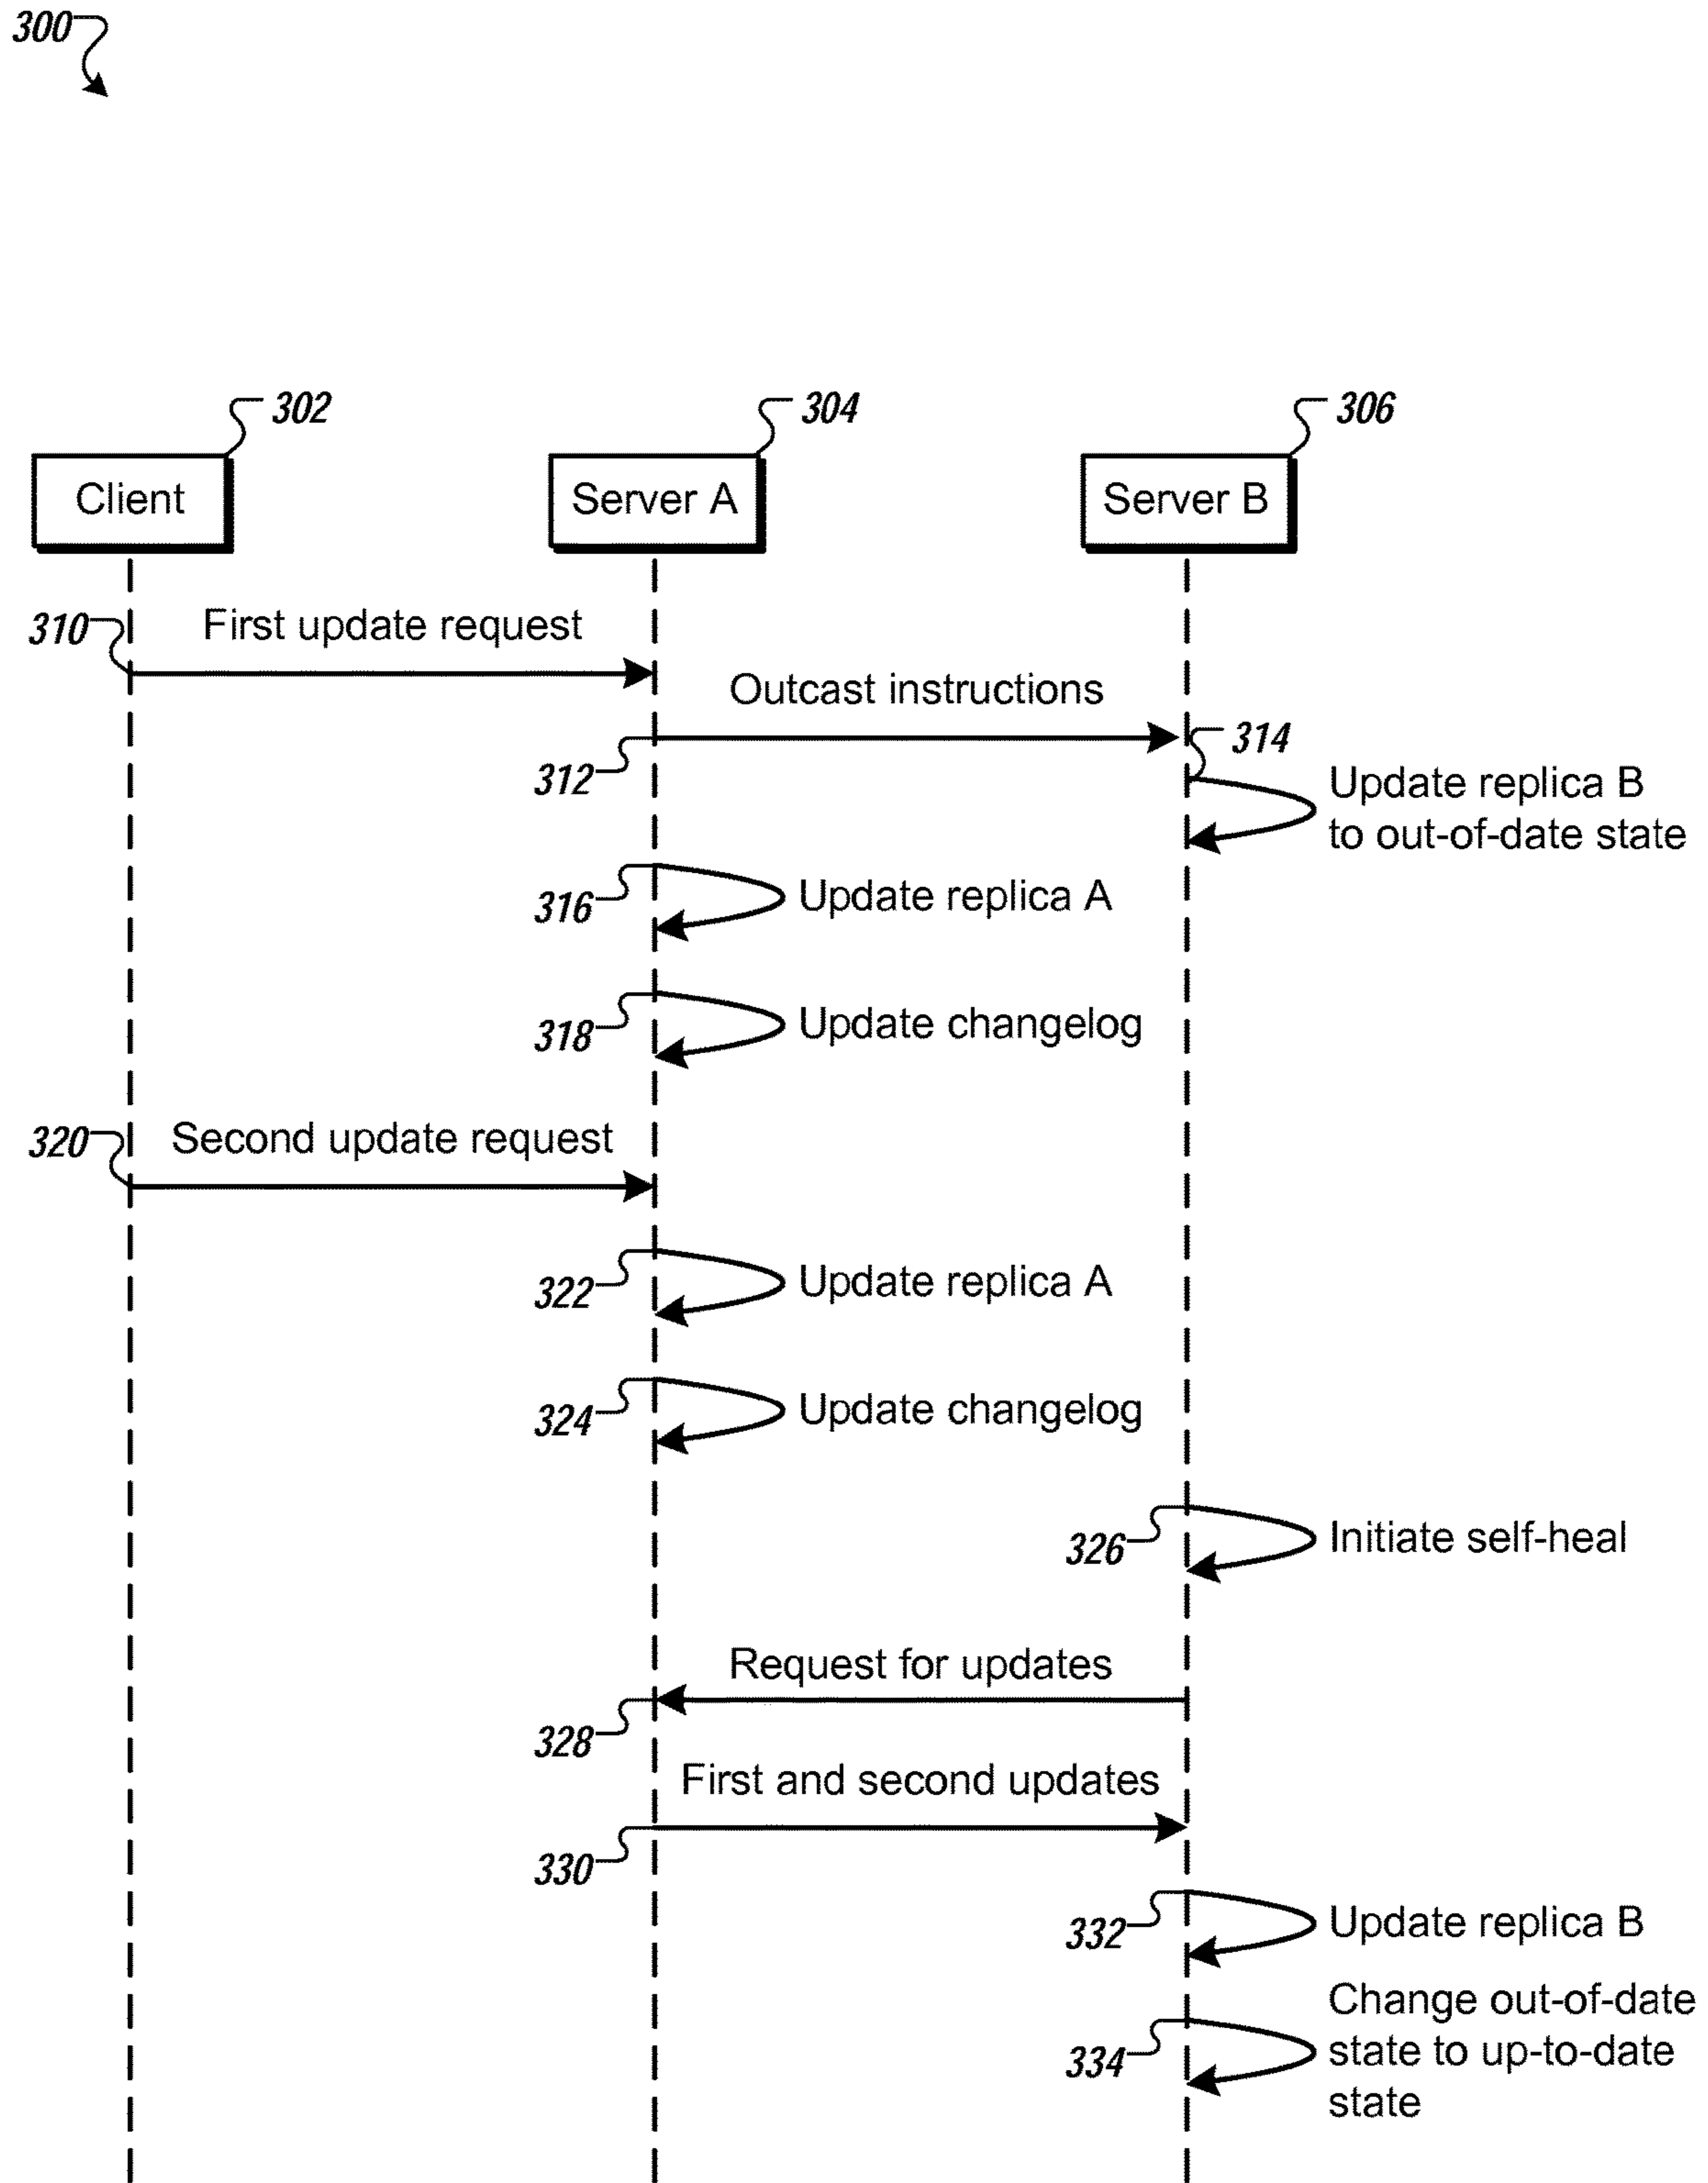 300
302
304
306
Client
Server A
Server B
310
First update request
Outcast instructions
312
314
Update replica B
to out-of-date state
316
Update replica A
318
Update changelog
320
Second update request
322
Update replica A
324
Update changelog
326
Initiate self-heal
Request for updates
328
First and second updates
330
332
Update replica B
Change out-of-date
334
state to up-to-date
state